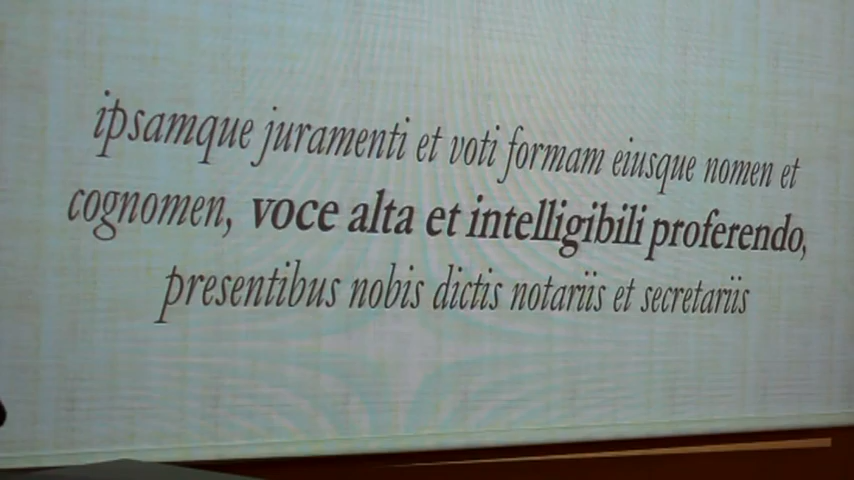 ipsamque juramenti et voti formam eiusque nomen et
cognomen, voce alta et intelligibili proferendo,
presentibus nobis dictis notariis et secretariis